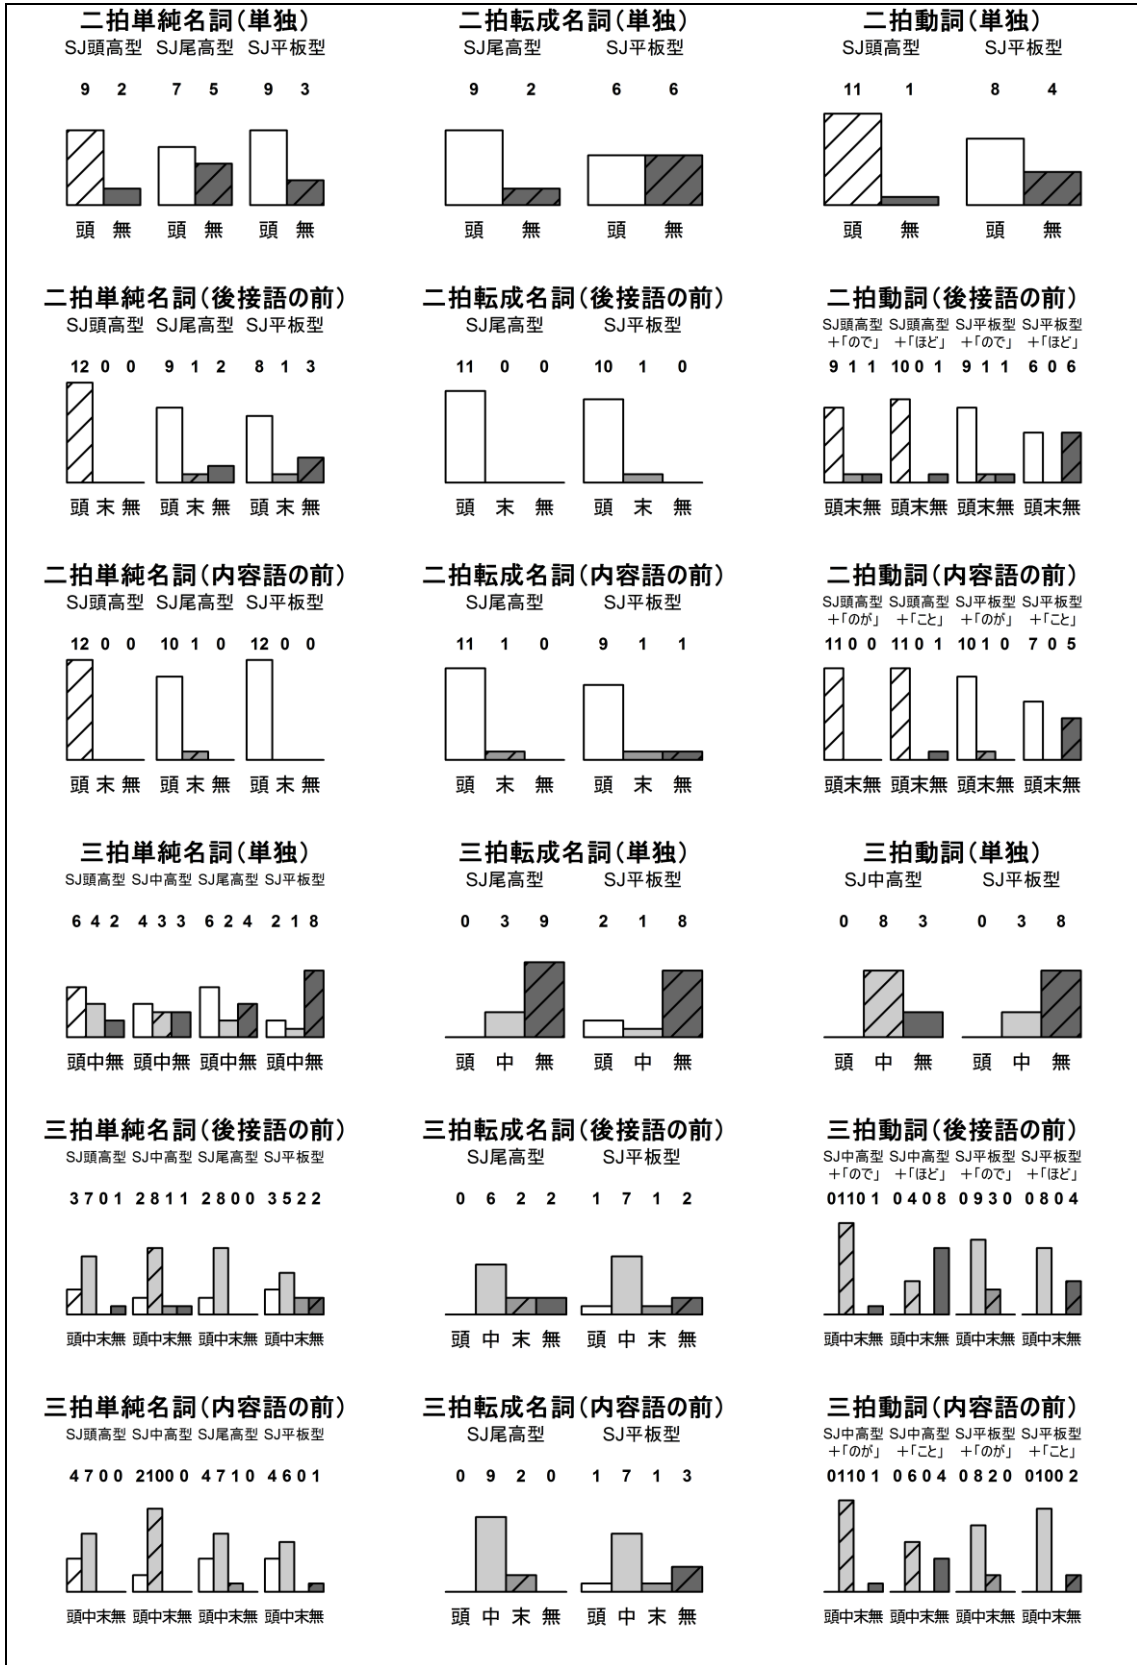 二拍単純名詞(単独) 二拍転成名詞(単独) 二拍動詞(単独)
SJ頭高型 SJ尾高型 SJ平板型 SJ尾高型 SJ平板型 SJ頭高型 SJ平板型
9 2 7 5 9 3 9 2 6 6 11 1 8 4
頭 無 頭 無 頭 無 頭 無 頭 無 頭 無 頭 無
二拍単純名詞(後接語の前) 二拍転成名詞(後接語の前) 二拍動詞(後接語の前)
SJ頭高型 SJ尾高型 SJ平板型 SJ尾高型 SJ平板型 SJ頭高型 SJ頭高型 SJ平板型 SJ平板型
+「ので」 +「ほど」 +「ので」 +「ほど」
12 0 0 9 1 2 8 1 3 11 0 0 10 1 0 9 1 1 10 0 1 9 1 1 6 0 6
頭 末 無 頭 末 無 頭 末 無 頭 末 無 頭 末 無 頭末無 頭末無 頭末無 頭末無
二拍単純名詞(内容語の前) 二拍転成名詞(内容語の前) 二拍動詞(内容語の前)
SJ頭高型 SJ尾高型 SJ平板型 SJ尾高型 SJ平板型 SJ頭高型 SJ頭高型 SJ平板型 SJ平板型
+「のが」 +「こと」 +「のが」 +「こと」
12 0 0 10 1 0 12 0 0 11 1 0 9 1 1 11 0 0 11 0 1 10 1 0 7 0 5
頭 末 無 頭 末 無 頭 末 無 頭 末 無 頭 末 無 頭末無 頭末無 頭末無 頭末無
三拍単純名詞(単独) 三拍転成名詞(単独) 三拍動詞(単独)
SJ頭高型 SJ中高型 SJ尾高型 SJ平板型 SJ尾高型 SJ平板型 SJ中高型 SJ平板型
6 4 2 4 3 3 6 2 4 2 1 8 0 3 9 2 1 8 0 8 3 0 3 8
頭中無 頭中無 頭中無 頭中無 頭 中 無 頭 中 無 頭 中 無 頭 中 無
三拍単純名詞(後接語の前) 三拍転成名詞(後接語の前) 三拍動詞(後接語の前)
SJ頭高型 SJ中高型 SJ尾高型 SJ平板型 SJ尾高型 SJ平板型 SJ中高型 SJ中高型 SJ平板型 SJ平板型
+「ので」 +「ほど」 +「ので」 +「ほど」
3 7 0 1 2 8 1 1 2 8 0 0 3 5 2 2 0 6 2 2 1 7 1 2 0 11 0 1 0 4 0 8 0 9 3 0 0 8 0 4
頭中末無 頭中末無 頭中末無 頭中末無 頭 中 末 無 頭 中 末 無 頭中末無 頭中末無 頭中末無 頭中末無
三拍単純名詞(内容語の前) 三拍転成名詞(内容語の前) 三拍動詞(内容語の前)
SJ頭高型 SJ中高型 SJ尾高型 SJ平板型 SJ尾高型 SJ平板型 SJ中高型 SJ中高型 SJ平板型 SJ平板型
+「のが」 +「こと」 +「のが」 +「こと」
4 7 0 0 2 10 0 0 4 7 1 0 4 6 0 1 0 9 2 0 1 7 1 3 0 11 0 1 0 6 0 4 0 8 2 0 0 10 0 2
頭中末無 頭中末無 頭中末無 頭中末無 頭 中 末 無 頭 中 末 無 頭中末無 頭中末無 頭中末無 頭中末無